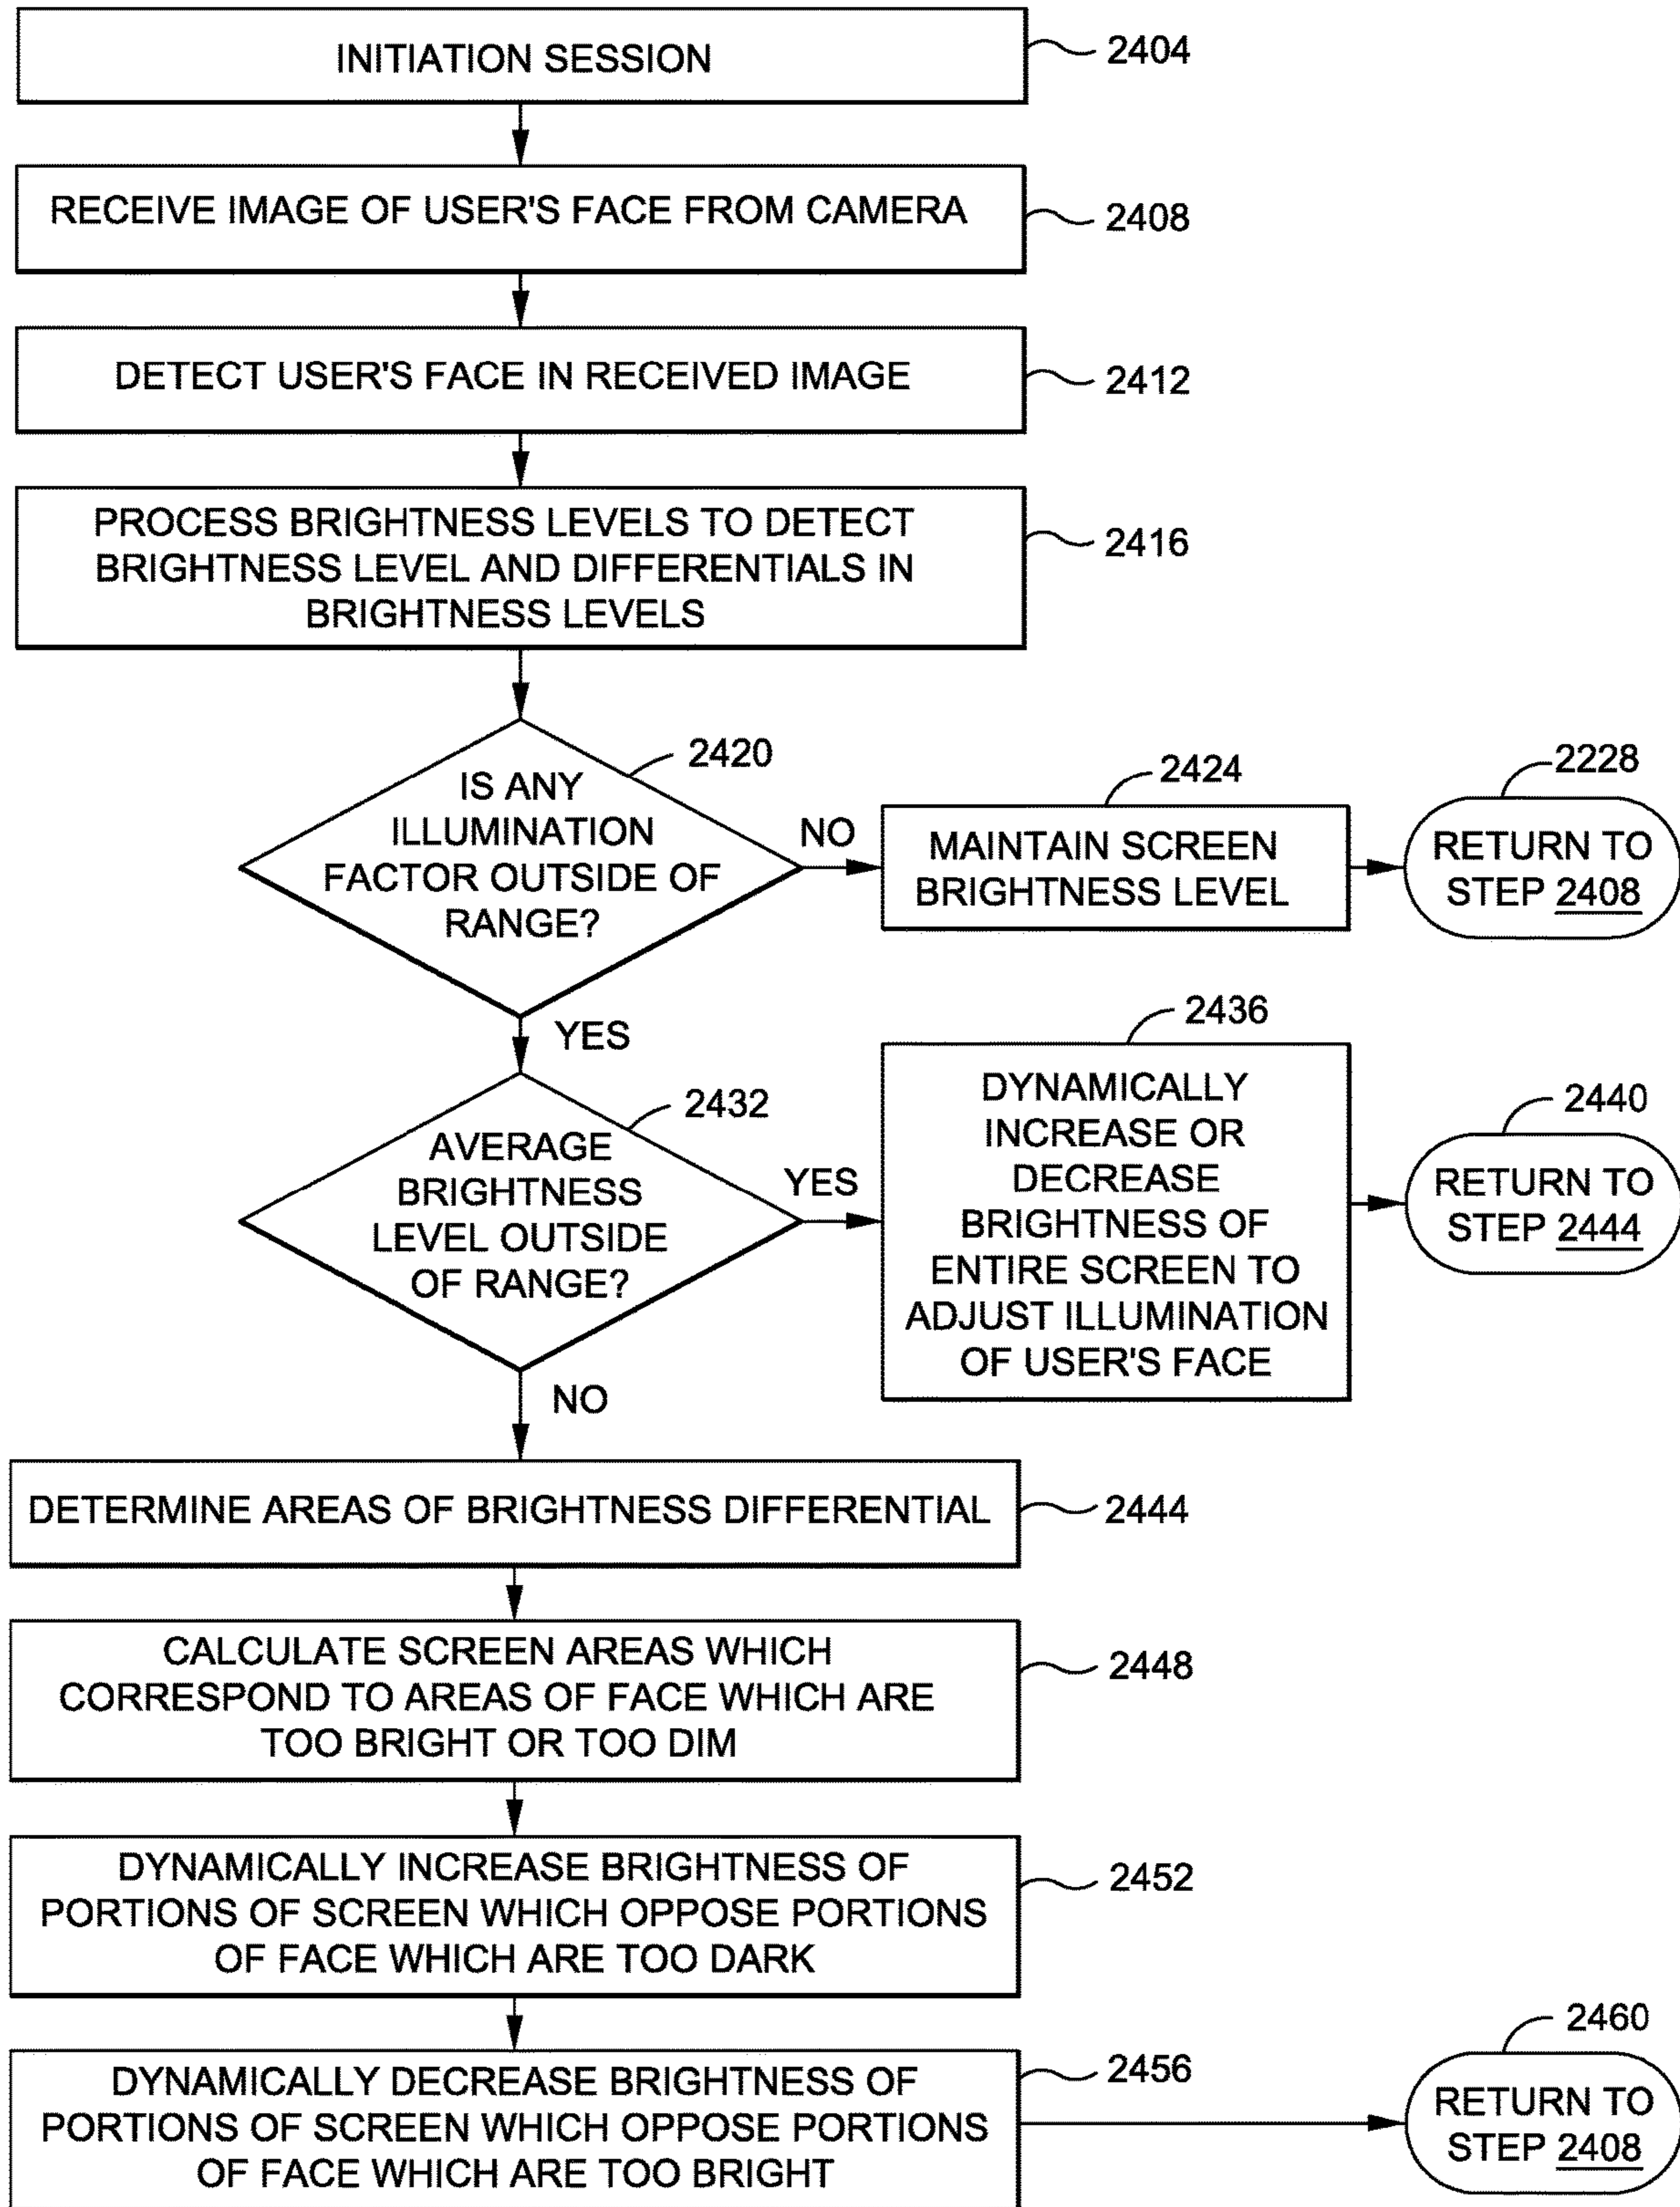 INITIATION SESSION
2404
RECEIVE IMAGE OF USER'S FACE FROM CAMERA
2408
DETECT USER'S FACE IN RECEIVED IMAGE
2412
PROCESS BRIGHTNESS LEVELS TO DETECT
BRIGHTNESS LEVEL AND DIFFERENTIALS IN
BRIGHTNESS LEVELS
2416
2420
IS ANY
ILLUMINATION
FACTOR OUTSIDE OF
RANGE?
NO
2424
MAINTAIN SCREEN
BRIGHTNESS LEVEL
2228
RETURN TO
STEP 2408
YES
2432
AVERAGE
BRIGHTNESS
LEVEL OUTSIDE
OF RANGE?
YES
2436
DYNAMICALLY
INCREASE OR
DECREASE
BRIGHTNESS OF
ENTIRE SCREEN TO
ADJUST ILLUMINATION
OF USER'S FACE
2440
RETURN TO
STEP 2444
NO
DETERMINE AREAS OF BRIGHTNESS DIFFERENTIAL
2444
CALCULATE SCREEN AREAS WHICH
CORRESPOND TO AREAS OF FACE WHICH ARE
TOO BRIGHT OR TOO DIM
2448
DYNAMICALLY INCREASE BRIGHTNESS OF
PORTIONS OF SCREEN WHICH OPPOSE PORTIONS
OF FACE WHICH ARE TOO DARK
2452
DYNAMICALLY DECREASE BRIGHTNESS OF
PORTIONS OF SCREEN WHICH OPPOSE PORTIONS
OF FACE WHICH ARE TOO BRIGHT
2456
2460
RETURN TO
STEP 2408